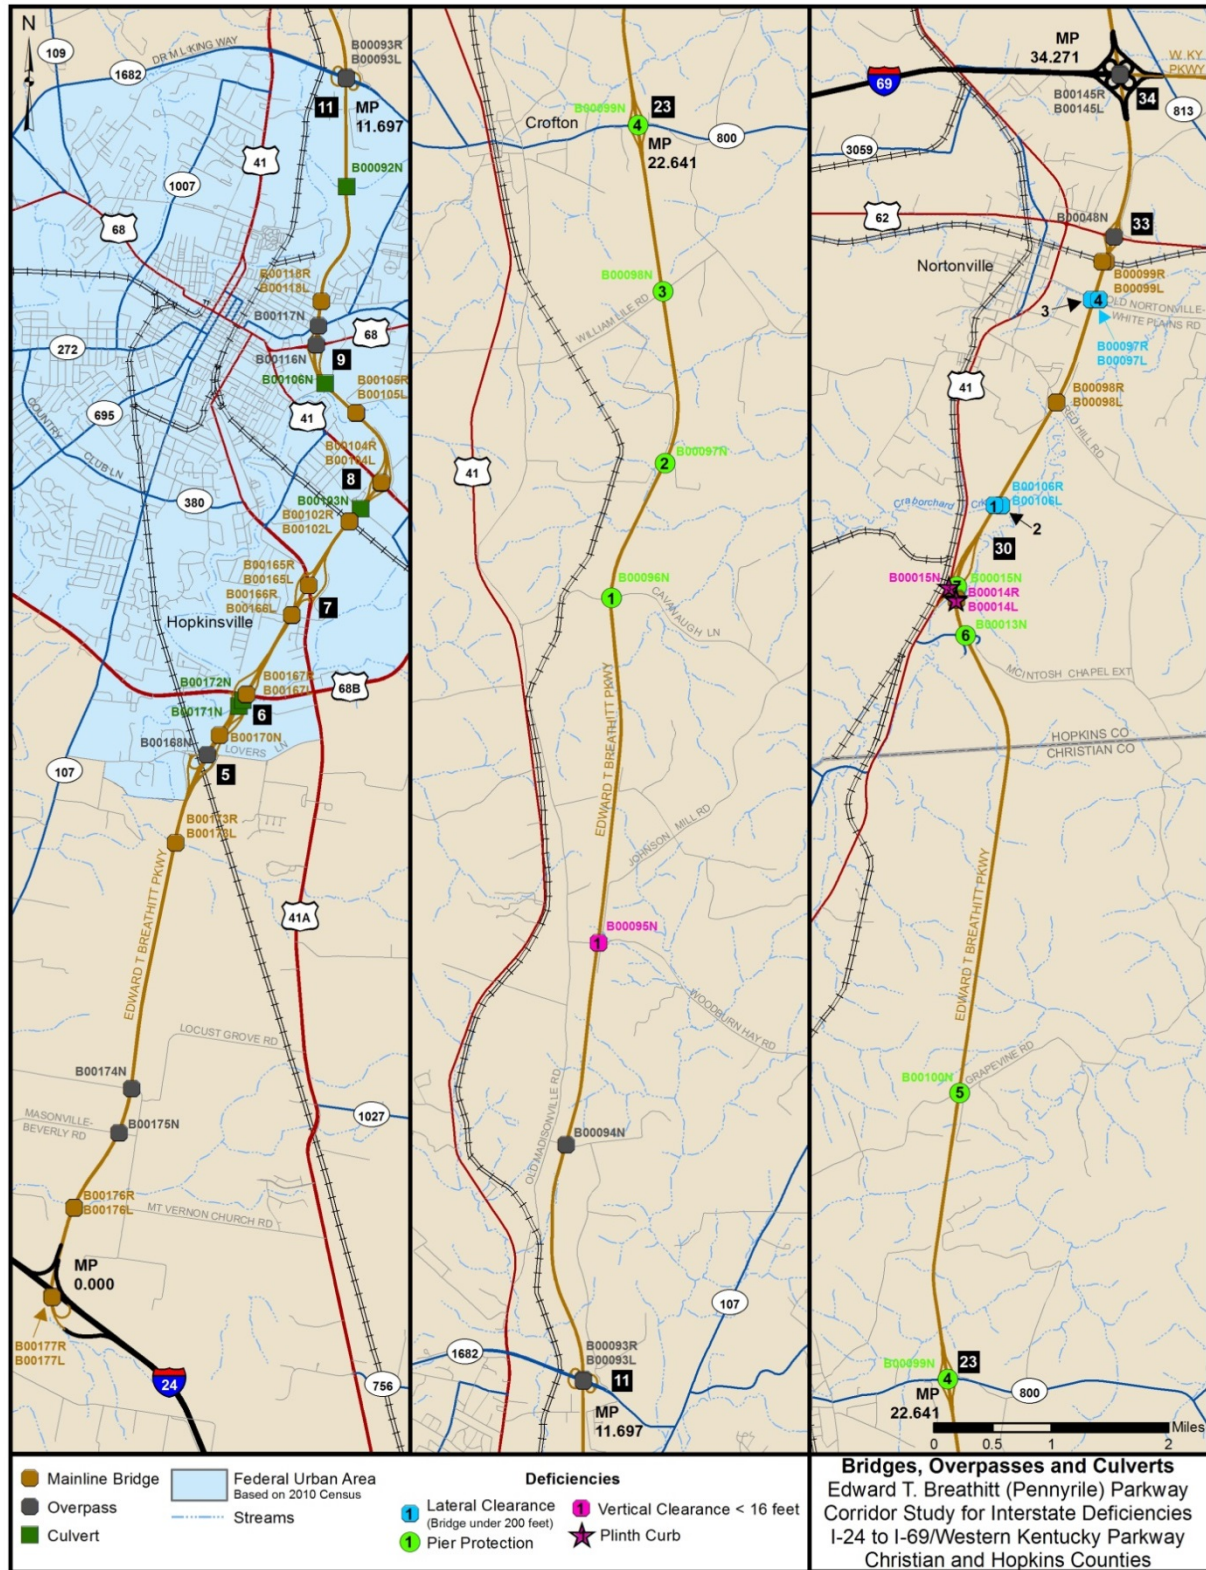 N
109
DR M L KING WAY
1682
B00093R
B00093L
11
MP
11.697
41
B00092N
1007
68
B00118R
B00118L
B00117N
68
B00116N
9
272
B00106N
B00105R
B00105L
COUNTRY
CLUB LN
695
41
B00104R
B00104L
8
B00103N
380
B00102R
B00102L
B00165R
B00165L
B00166R
B00166L
7
Hopkinsville
B00172N
B00167R
B00167L
68B
B00171N
6
B00170N
B00168N
LOVERS LN
107
5
B00173R
B00173L
EDWARD T BREATHITT PKWY
41A
LOCUST GROVE RD
B00174N
MASONVILLE-
BEVERLY RD
B00175N
1027
B00176R
B00176L
MT VERNON CHURCH RD
MP
0.000
B00177R
B00177L
24
756
B00099N
23
Crofton
4
800
MP
22.641
B00098N
3
WILLIAM LILE RD
41
B00097N
2
B00096N
1
CAVANAUGH LN
EDWARD T BREATHITT PKWY
JOHNSON MILL RD
B00095N
1
WOODBURN HAY RD
OLD MADISONVILLE RD
B00094N
107
1682
B00093R
B00093L
11
MP
11.697
MP
34.271
W KY
PKWY
69
B00145R
B00145L
34
813
3059
62
B00048N
33
Nortonville
B00099R
B00099L
3
4
OLD NORTONVILLE-
WHITE PLAINS RD
B00097R
B00097L
41
B00098R
B00098L
RED HILL RD
B00106R
B00106L
Craborchard
1
2
30
B00015N
B00015N
7
B00014R
B00014L
B00013N
6
MCINTOSH CHAPEL EXT
HOPKINS CO
CHRISTIAN CO
EDWARD T BREATHITT PKWY
GRAPEVINE RD
B00100N
5
B00099N
23
4
800
MP
22.641
Miles
0 0.5 1 2
Mainline Bridge
Overpass
Culvert
Federal Urban Area
Based on 2010 Census
Streams
Deficiencies
1 Lateral Clearance
(Bridge under 200 feet)
1 Pier Protection
1 Vertical Clearance < 16 feet
1 Plinth Curb
Bridges, Overpasses and Culverts
Edward T. Breathitt (Pennyrile) Parkway
Corridor Study for Interstate Deficiencies
I-24 to I-69/Western Kentucky Parkway
Christian and Hopkins Counties